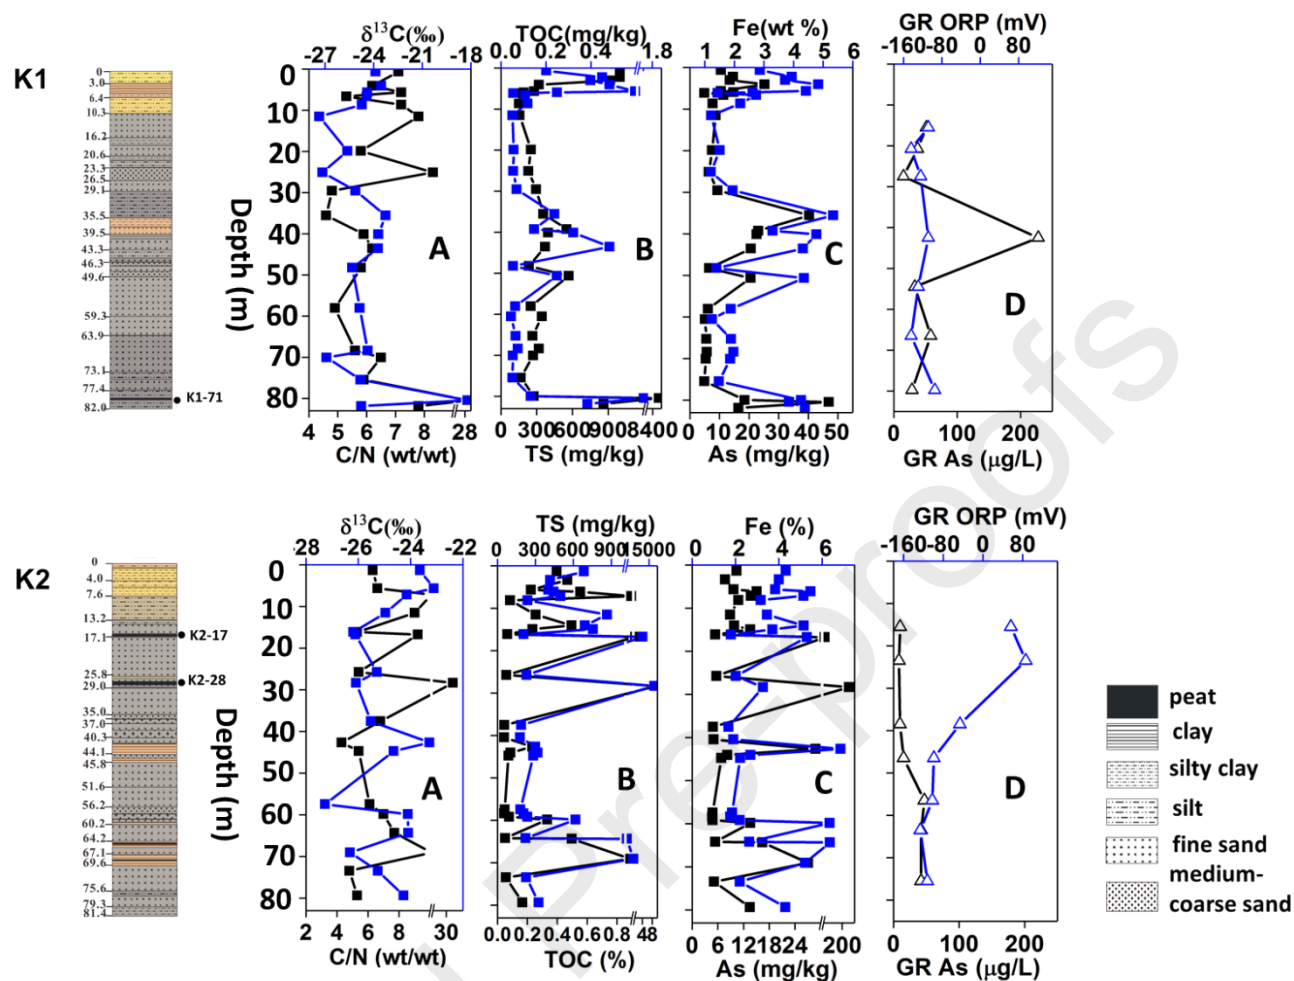 K1
0
3.0
6.4
10.3
16.2
20.6
23.3
26.5
29.1
35.5
39.5
43.3
46.3
49.6
59.3
63.9
73.1
77.4
82.0
K1-71
δ¹³C(‰)
-27 -24 -21 -18
Depth (m)
0
10
20
30
40
50
60
70
80
A
4 5 6 7 8 28
C/N (wt/wt)
TOC(mg/kg)
0.0 0.2 0.4 1.8
B
300 600 900 8400
TS (mg/kg)
Fe(wt %)
1 2 3 4 5 6
C
0 10 20 30 40 50
As (mg/kg)
GR ORP (mV)
-160 -80 0 80
D
0 100 200
GR As (μg/L)
K2
0
4.0
7.6
13.2
17.1
25.8
29.0
35.0
37.0
40.3
44.1
45.8
51.6
56.2
60.2
64.2
67.1
69.6
75.6
79.3
81.4
K2-17
K2-28
δ¹³C(‰)
-28 -26 -24 -22
Depth (m)
0
10
20
30
40
50
60
70
80
A
2 4 6 8 30
C/N (wt/wt)
TS (mg/kg)
0 300 600 900 15000
B
0.0 0.2 0.4 0.6 0.8 48
TOC (%)
Fe (%)
0 2 4 6
C
6 12 18 24 200
As (mg/kg)
GR ORP (mV)
-160 -80 0 80
D
0 100 200
GR As (μg/L)
peat
clay
silty clay
silt
fine sand
medium-
coarse sand
Pre-proofs